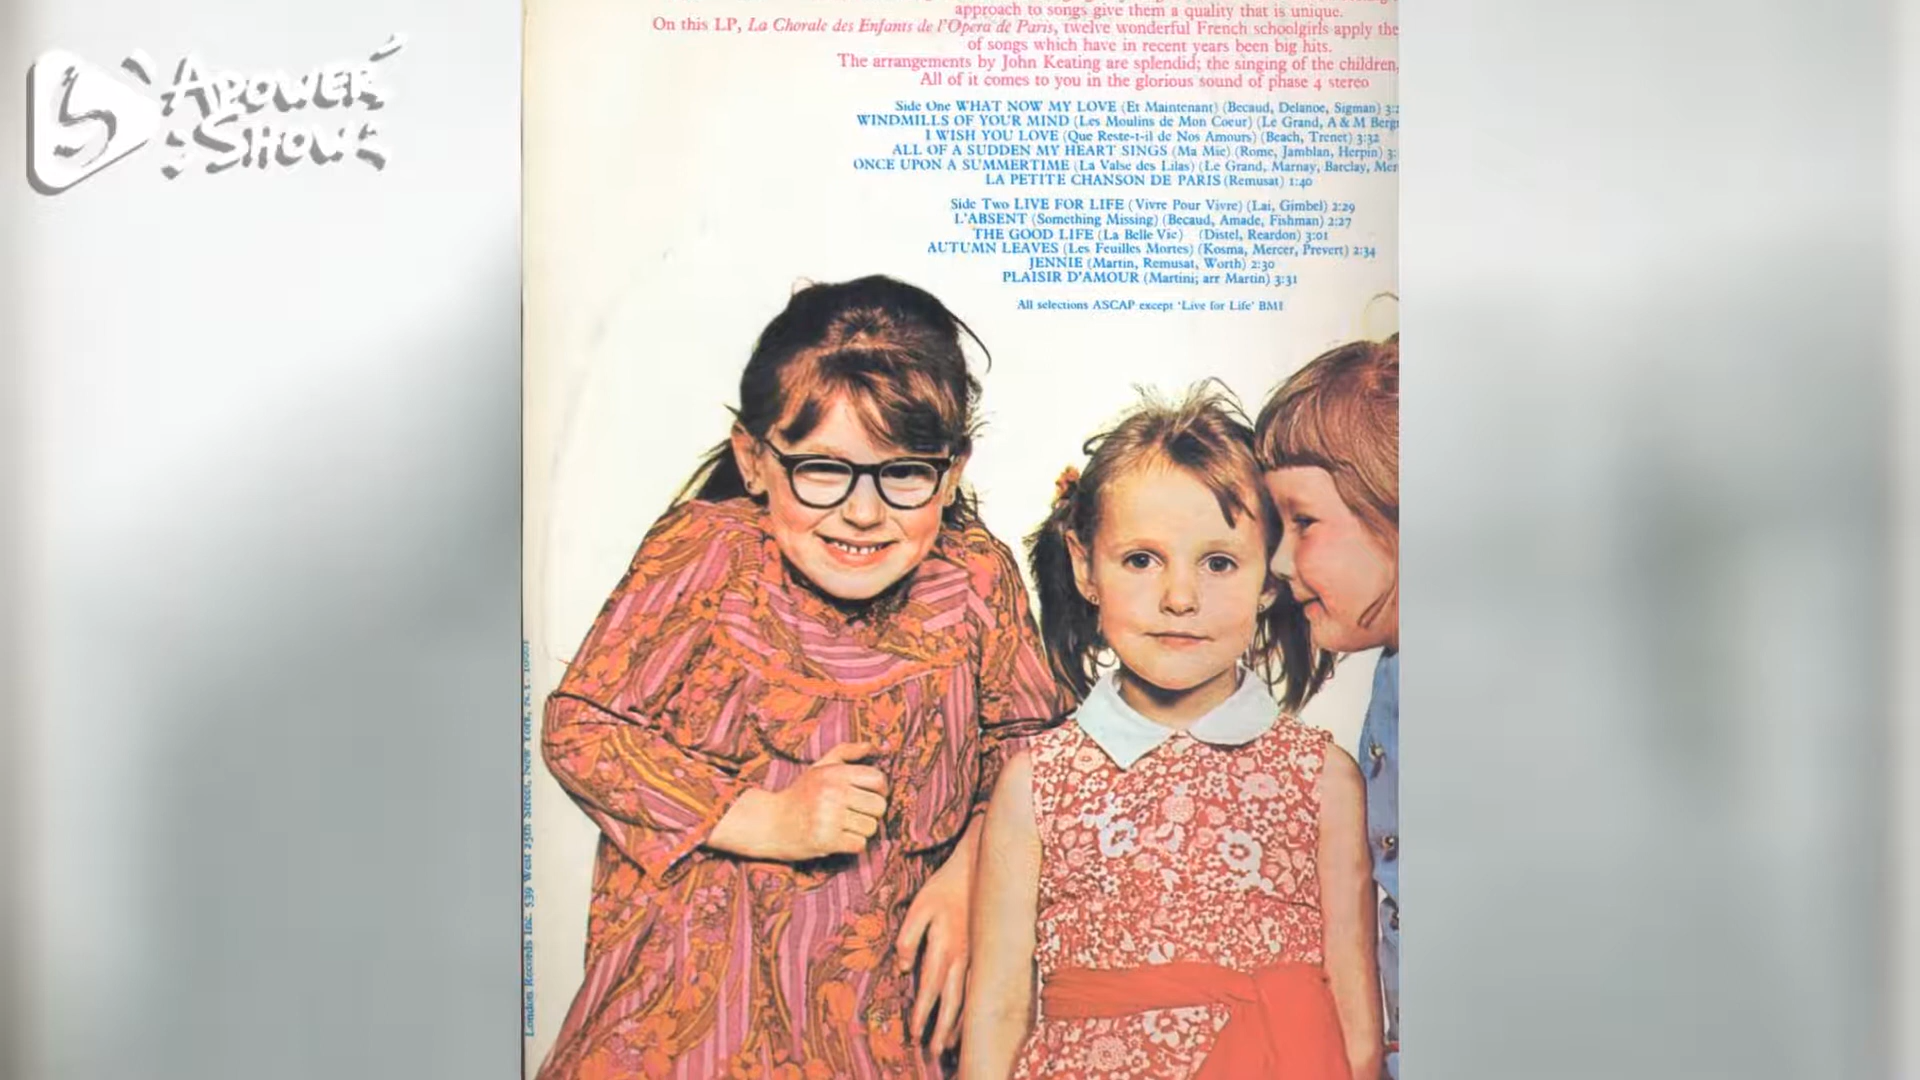 APOWER
SHOW
approach to songs give them a quality that is unique.
On this LP, La Chorale des Enfants de l'Opera de Paris, twelve wonderful French schoolgirls apply the
of songs which have in recent years been big hits.
The arrangements by John Keating are splendid; the singing of the children,
All of it comes to you in the glorious sound of phase 4 stereo
Side One WHAT NOW MY LOVE (Et Maintenant) (Becaud, Delanoe, Sigman)
WINDMILLS OF YOUR MIND (Les Moulins de Mon Coeur) (Le Grand, A & M
I WISH YOU LOVE (Que Reste-t-il de Nos Amours) (Beach, Trenet) 3:32
ALL OF A SUDDEN MY HEART SINGS (Ma Mie) (Rome, Jamblan, Herpin)
ONCE UPON A SUMMERTIME (La Valse des Lilas) (Le Grand, Marnay, Barclay,
LA PETITE CHANSON DE PARIS (Remusat) 1:40
Side Two LIVE FOR LIFE (Vivre Pour Vivre) (Lai, Gimbel) 2:29
L'ABSENT (Something Missing) (Becaud, Amade, Fishman) 2:27
THE GOOD LIFE (La Belle Vie) (Distel, Reardon) 3:01
AUTUMN LEAVES (Les Feuilles Mortes) (Kosma, Mercer, Prevert) 2:34
JENNIE (Martin, Remusat, Worth) 2:30
PLAISIR D'AMOUR (Martini; arr Martin) 3:31
All selections ASCAP except 'Live for Life' BMI
London Records Inc. 539 West 25th Street, New York, N.Y.